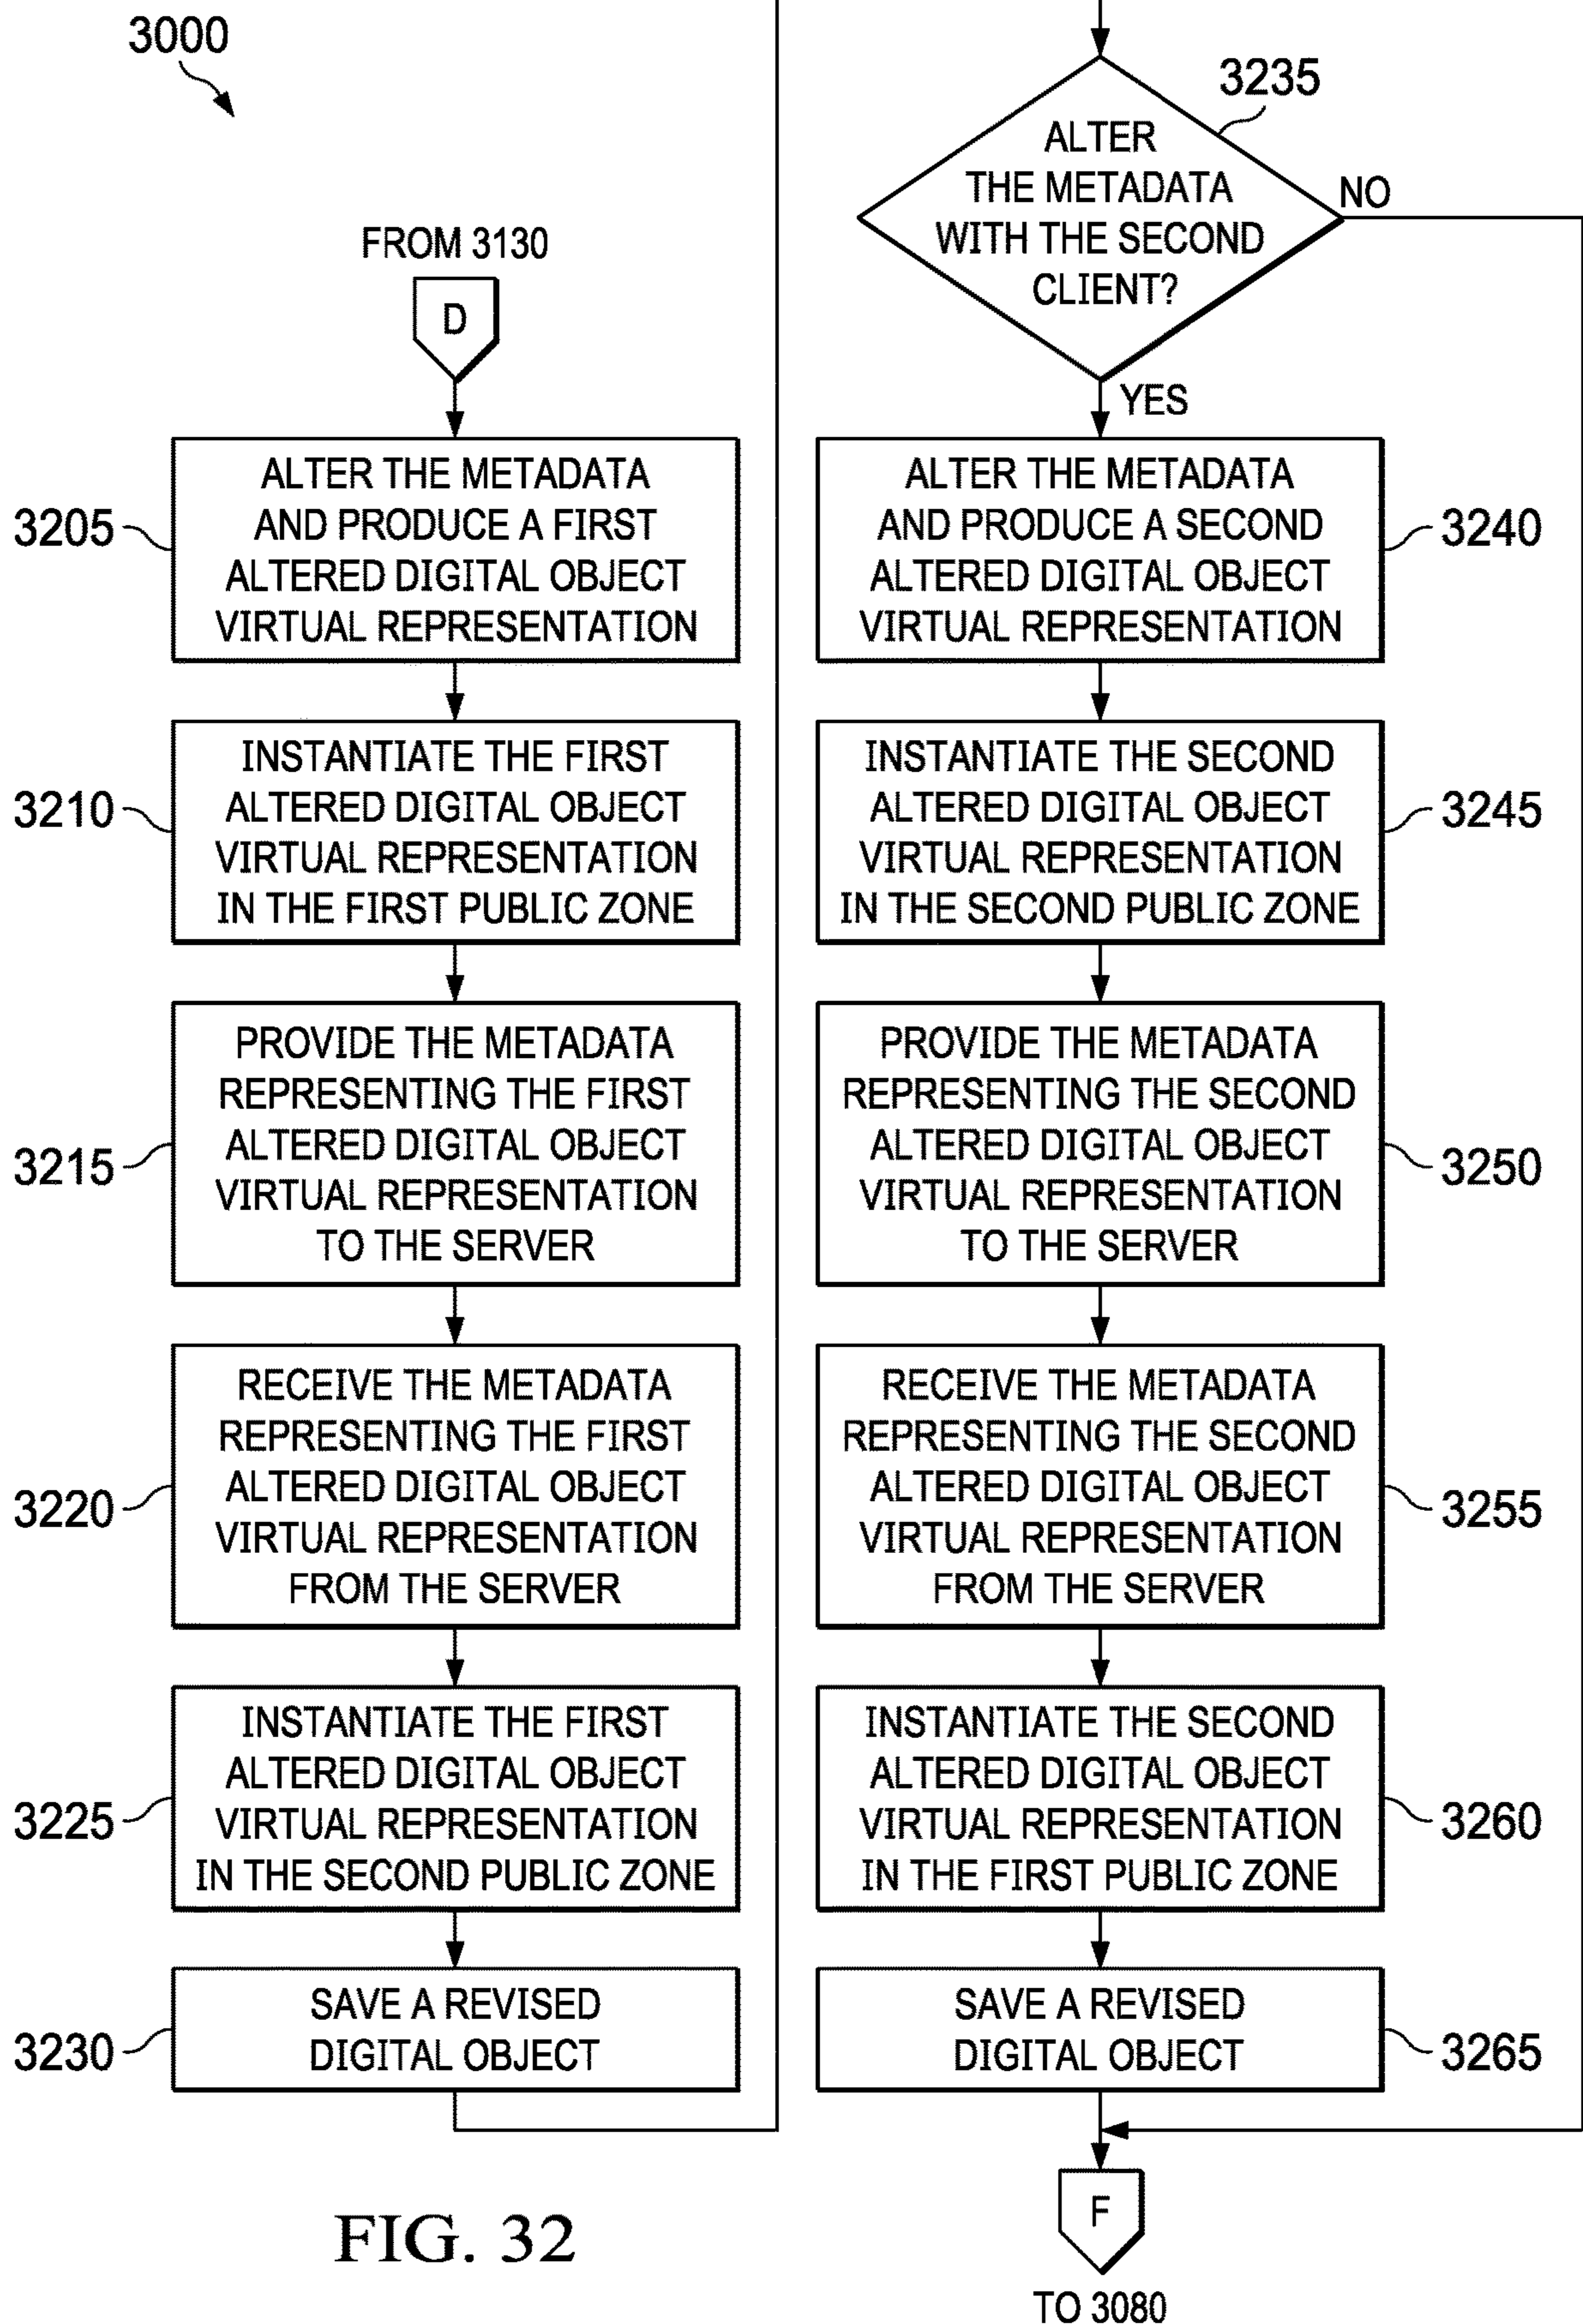 3000
FROM 3130
D
3205
ALTER THE METADATA
AND PRODUCE A FIRST
ALTERED DIGITAL OBJECT
VIRTUAL REPRESENTATION
3210
INSTANTIATE THE FIRST
ALTERED DIGITAL OBJECT
VIRTUAL REPRESENTATION
IN THE FIRST PUBLIC ZONE
3215
PROVIDE THE METADATA
REPRESENTING THE FIRST
ALTERED DIGITAL OBJECT
VIRTUAL REPRESENTATION
TO THE SERVER
3220
RECEIVE THE METADATA
REPRESENTING THE FIRST
ALTERED DIGITAL OBJECT
VIRTUAL REPRESENTATION
FROM THE SERVER
3225
INSTANTIATE THE FIRST
ALTERED DIGITAL OBJECT
VIRTUAL REPRESENTATION
IN THE SECOND PUBLIC ZONE
3230
SAVE A REVISED
DIGITAL OBJECT
3235
ALTER
THE METADATA
WITH THE SECOND
CLIENT?
NO
YES
ALTER THE METADATA
AND PRODUCE A SECOND
ALTERED DIGITAL OBJECT
VIRTUAL REPRESENTATION
3240
INSTANTIATE THE SECOND
ALTERED DIGITAL OBJECT
VIRTUAL REPRESENTATION
IN THE SECOND PUBLIC ZONE
3245
PROVIDE THE METADATA
REPRESENTING THE SECOND
ALTERED DIGITAL OBJECT
VIRTUAL REPRESENTATION
TO THE SERVER
3250
RECEIVE THE METADATA
REPRESENTING THE SECOND
ALTERED DIGITAL OBJECT
VIRTUAL REPRESENTATION
FROM THE SERVER
3255
INSTANTIATE THE SECOND
ALTERED DIGITAL OBJECT
VIRTUAL REPRESENTATION
IN THE FIRST PUBLIC ZONE
3260
SAVE A REVISED
DIGITAL OBJECT
3265
F
TO 3080
FIG. 32